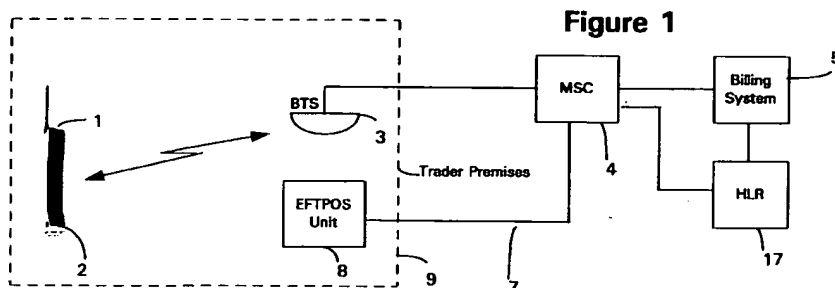 Figure 1
5
1
BTS
3
MSC
4
Billing
System
Trader Premises
HLR
17
EFTPOS
Unit
2
8
9
7